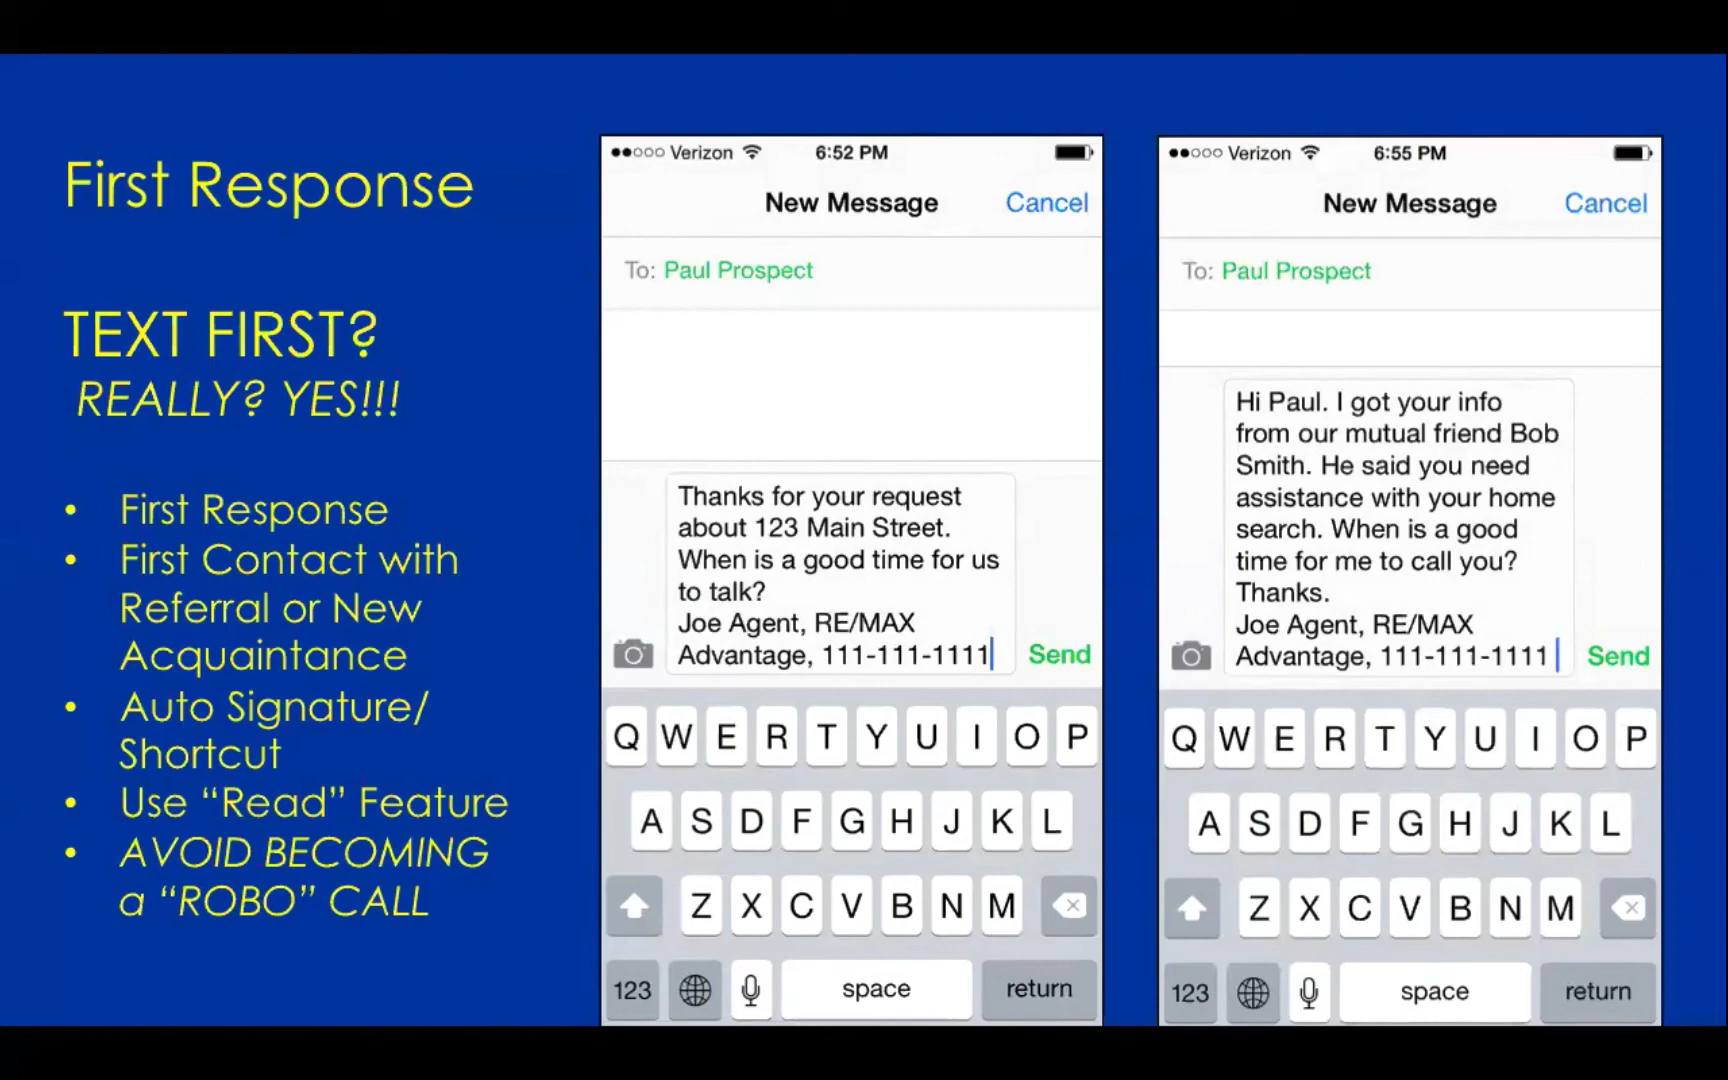 First Response
TEXT FIRST?
REALLY? YES!!!
• First Response
• First Contact with
Referral or New
Acquaintance
• Auto Signature/
Shortcut
• Use “Read” Feature
• AVOID BECOMING
a “ROBO” CALL
Verizon 6:52 PM
New Message Cancel
To: Paul Prospect
Thanks for your request
about 123 Main Street.
When is a good time for us
to talk?
Joe Agent, RE/MAX
Advantage, 111-111-1111
Send
Q W E R T Y U I O P
A S D F G H J K L
Z X C V B N M
123 space return
Verizon 6:55 PM
New Message Cancel
To: Paul Prospect
Hi Paul. I got your info
from our mutual friend Bob
Smith. He said you need
assistance with your home
search. When is a good
time for me to call you?
Thanks.
Joe Agent, RE/MAX
Advantage, 111-111-1111
Send
Q W E R T Y U I O P
A S D F G H J K L
Z X C V B N M
123 space return